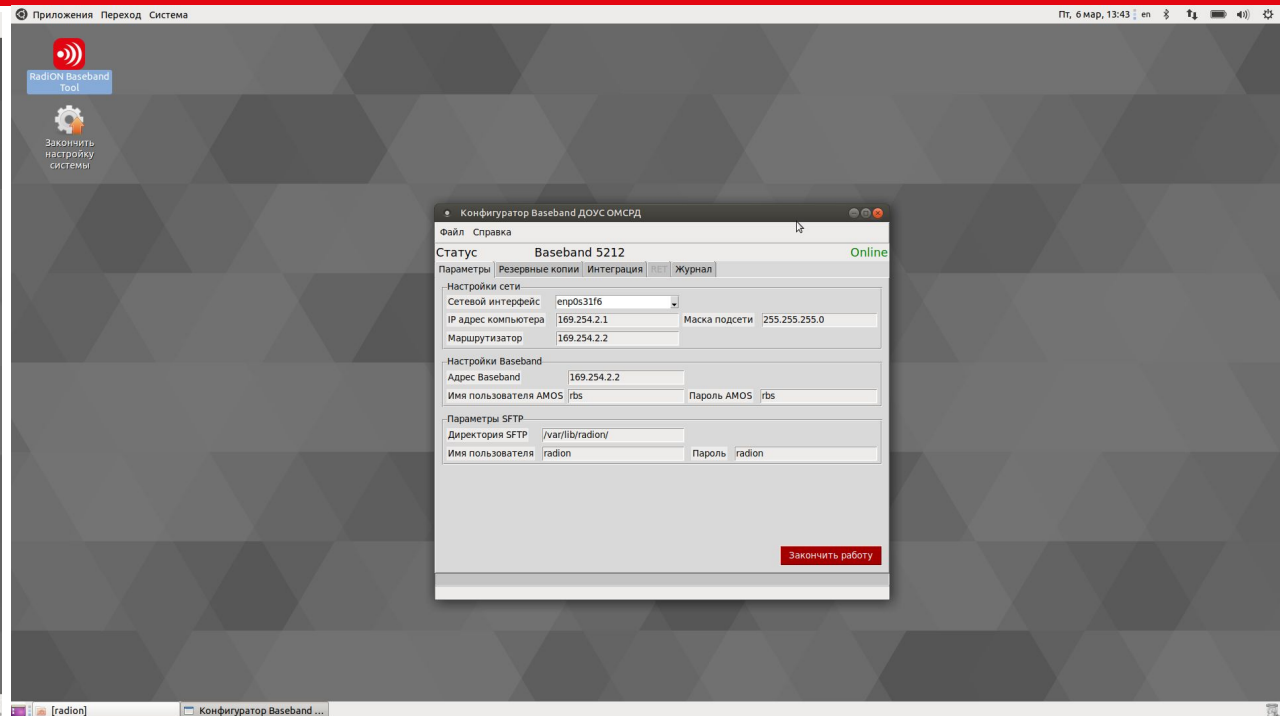 Приложения Переход Система
Пт, 6 мар, 13:43 en
RadiON Baseband
Tool
Закончить
настройку
системы
Конфигуратор Baseband ДОУС ОМСРД
Файл Справка
Статус Baseband 5212 Online
Параметры Резервные копии Интеграция RET Журнал
Настройки сети
Сетевой интерфейс enp0s31f6
IP адрес компьютера 169.254.2.1 Маска подсети 255.255.255.0
Маршрутизатор 169.254.2.2
Настройки Baseband
Адрес Baseband 169.254.2.2
Имя пользователя AMOS rbs Пароль AMOS rbs
Параметры SFTP
Директория SFTP /var/lib/radion/
Имя пользователя radion Пароль radion
Закончить работу
[radion] Конфигуратор Baseband ...